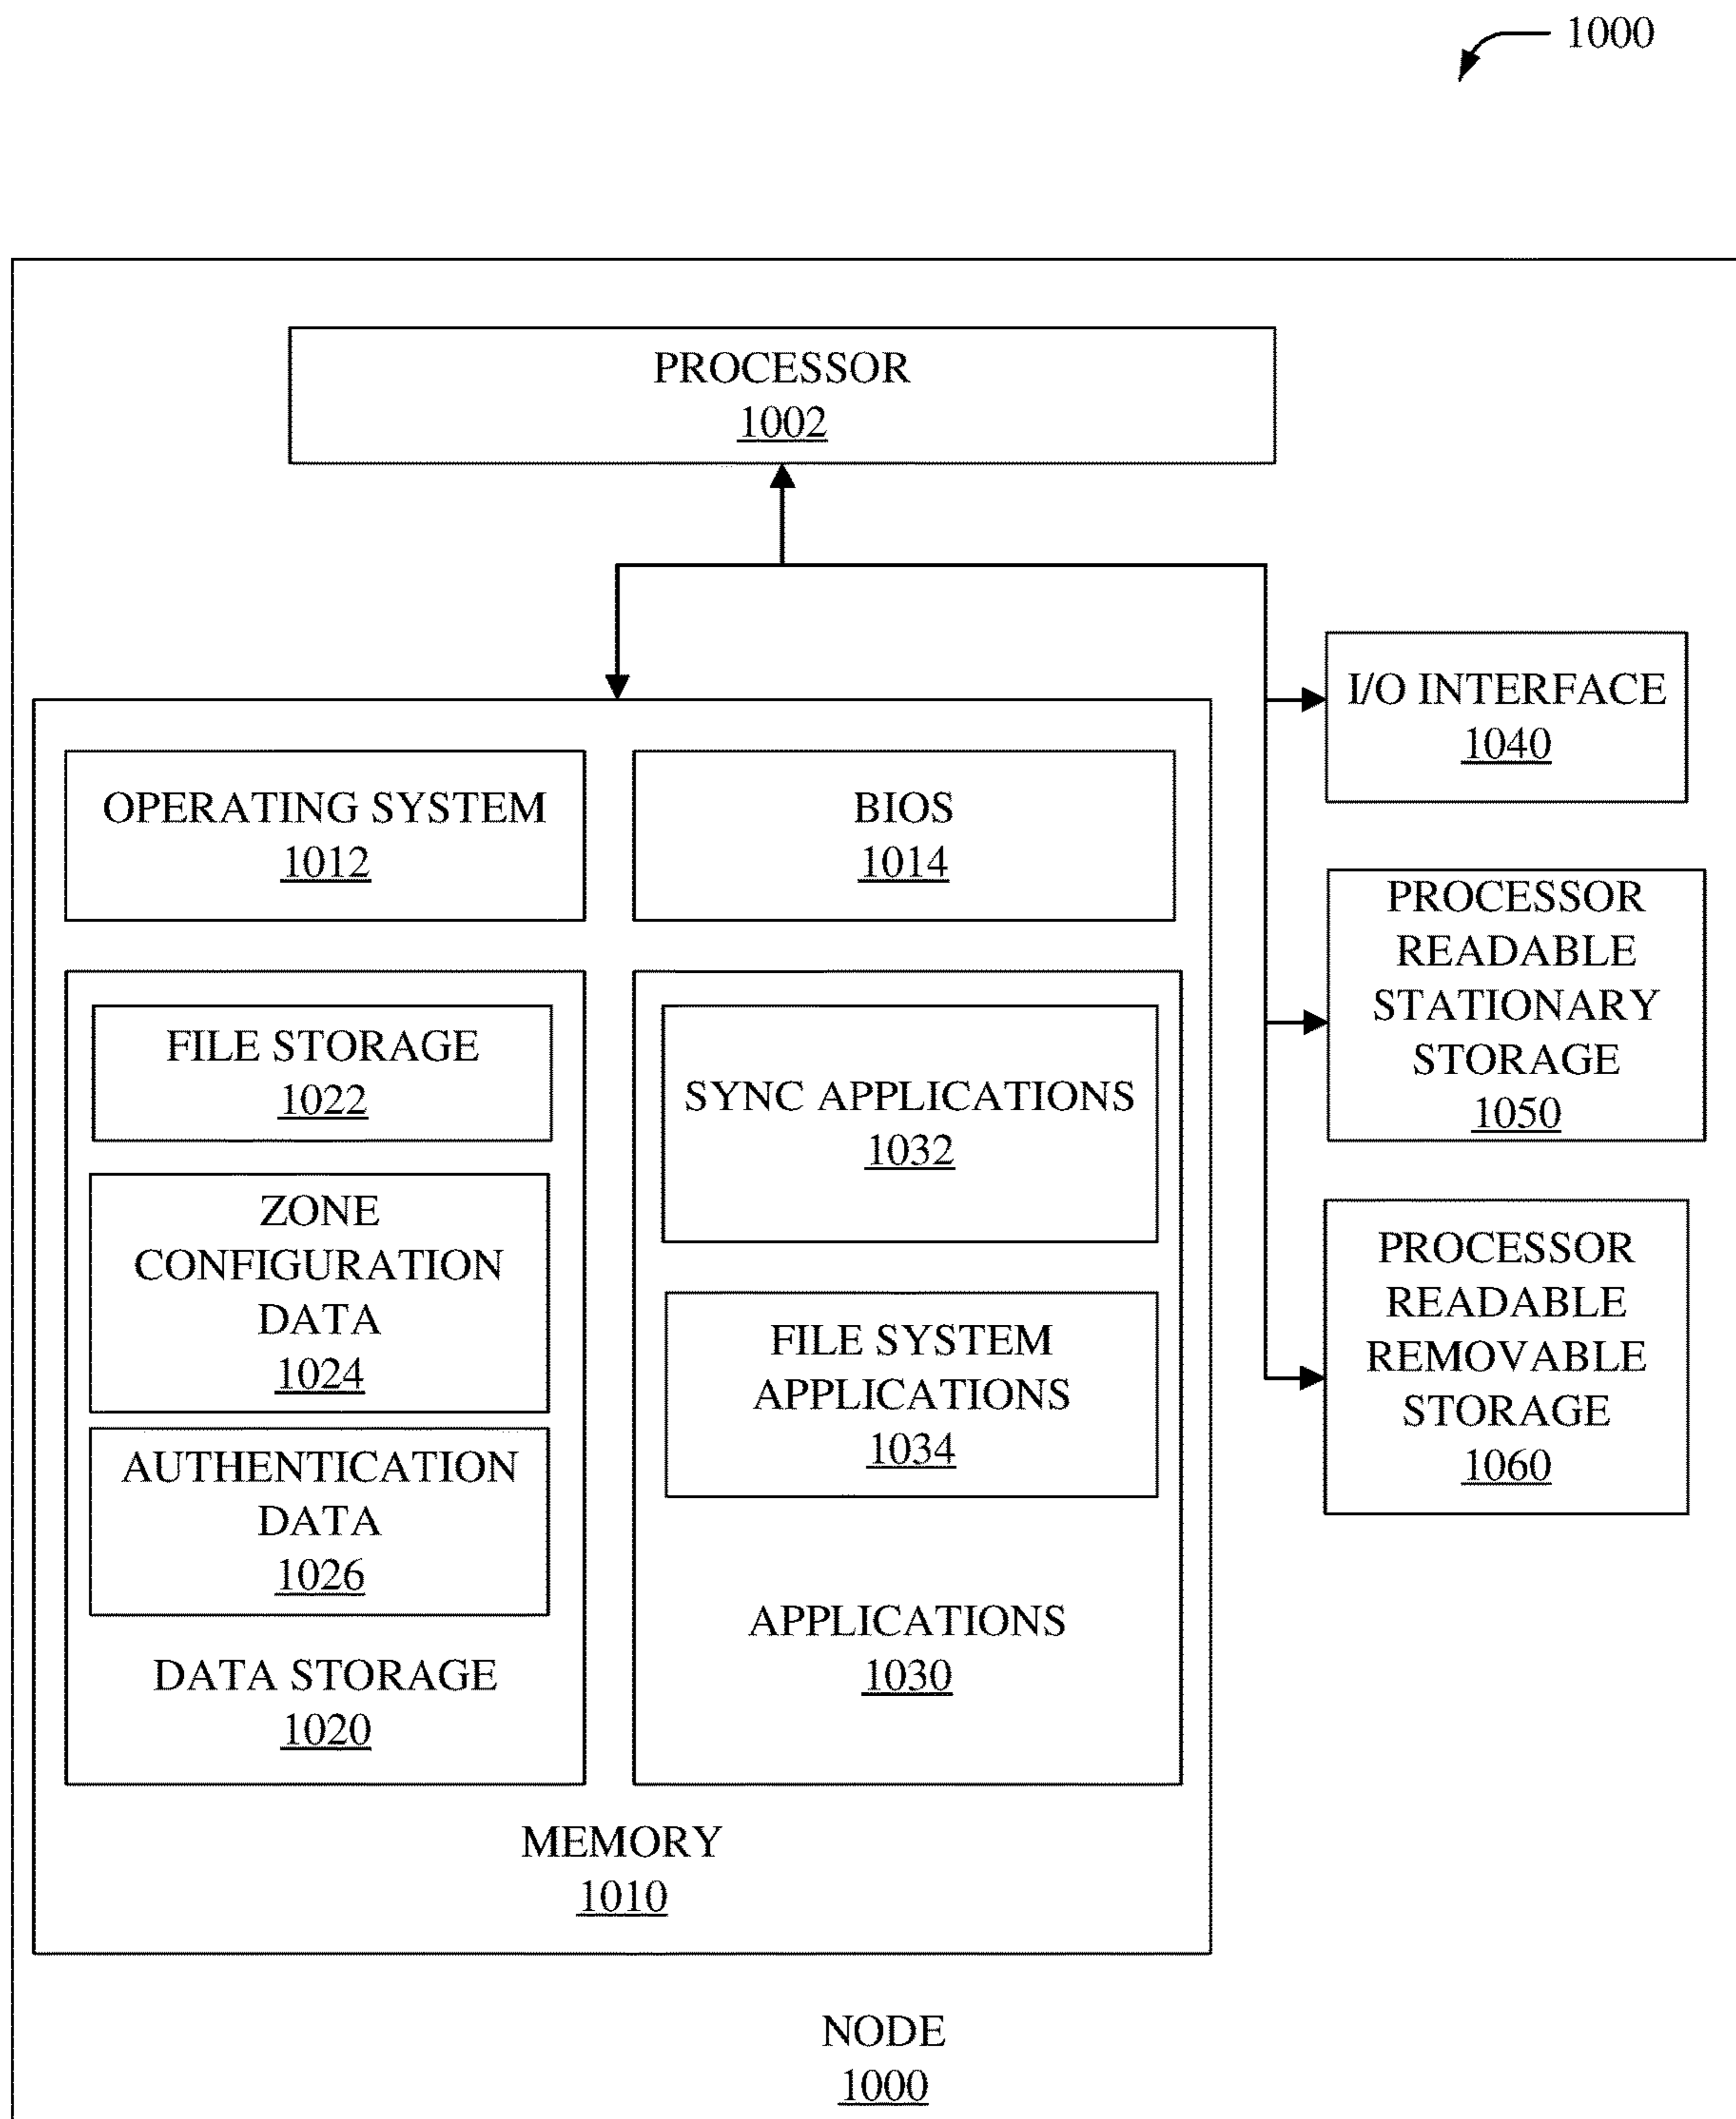 1000
PROCESSOR
1002
I/O INTERFACE
1040
OPERATING SYSTEM
1012
BIOS
1014
PROCESSOR
READABLE
STATIONARY
STORAGE
1050
FILE STORAGE
1022
ZONE
CONFIGURATION
DATA
1024
AUTHENTICATION
DATA
1026
DATA STORAGE
1020
SYNC APPLICATIONS
1032
FILE SYSTEM
APPLICATIONS
1034
APPLICATIONS
1030
PROCESSOR
READABLE
REMOVABLE
STORAGE
1060
MEMORY
1010
NODE
1000